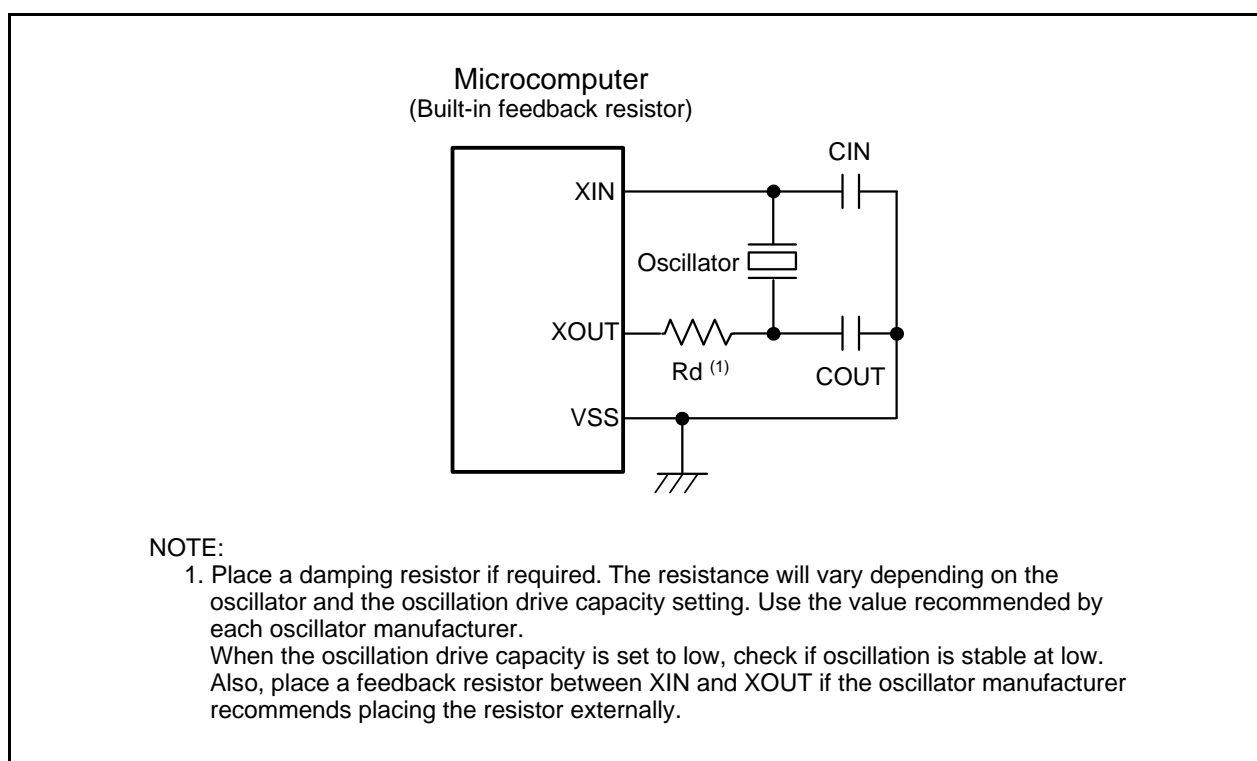 Microcomputer
(Built-in feedback resistor)
CIN
XIN
Oscillator
XOUT
Rd (1)
COUT
VSS
NOTE:
1. Place a damping resistor if required. The resistance will vary depending on the
oscillator and the oscillation drive capacity setting. Use the value recommended by
each oscillator manufacturer.
When the oscillation drive capacity is set to low, check if oscillation is stable at low.
Also, place a feedback resistor between XIN and XOUT if the oscillator manufacturer
recommends placing the resistor externally.